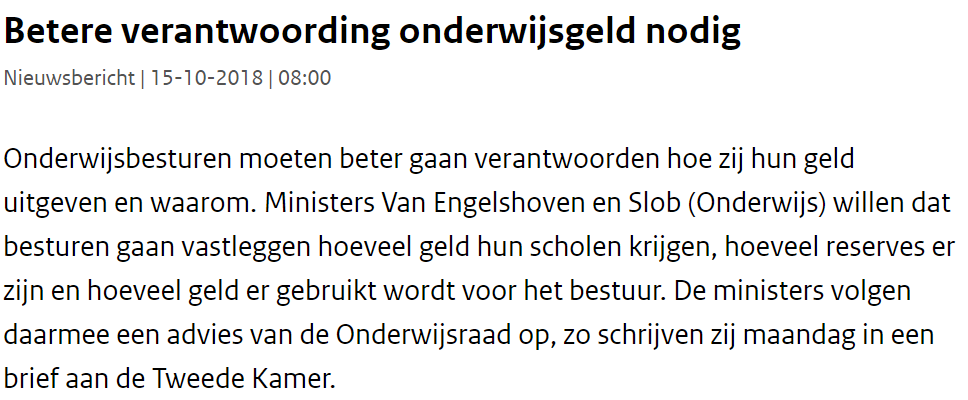 Betere verantwoording onderwijsgeld nodig
Nieuwsbericht | 15-10-2018 | 08:00
Onderwijsbesturen moeten beter gaan verantwoorden hoe zij hun geld
uitgeven en waarom. Ministers Van Engelshoven en Slob (Onderwijs) willen dat
besturen gaan vastleggen hoeveel geld hun scholen krijgen, hoeveel reserves er
zijn en hoeveel geld er gebruikt wordt voor het bestuur. De ministers volgen
daarmee een advies van de Onderwijsraad op, zo schrijven zij maandag in een
brief aan de Tweede Kamer.